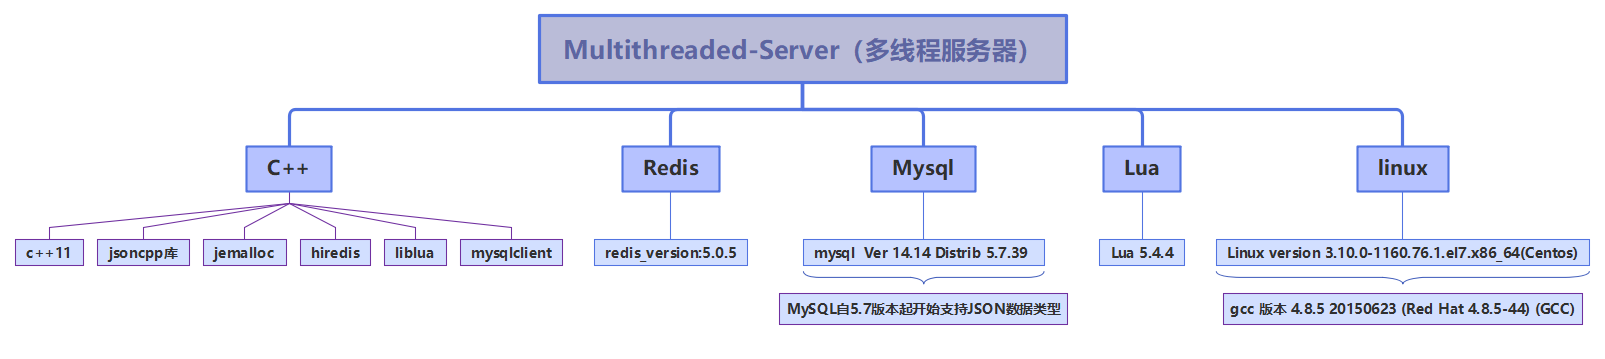 Multithreaded-Server（多线程服务器）
C++
Redis
Mysql
Lua
linux
c++11
jsoncpp库
jemalloc
hiredis
liblua
mysqlclient
redis_version:5.0.5
mysql  Ver 14.14 Distrib 5.7.39
Lua 5.4.4
Linux version 3.10.0-1160.76.1.el7.x86_64(Centos)
MySQL自5.7版本起开始支持JSON数据类型
gcc 版本 4.8.5 20150623 (Red Hat 4.8.5-44) (GCC)